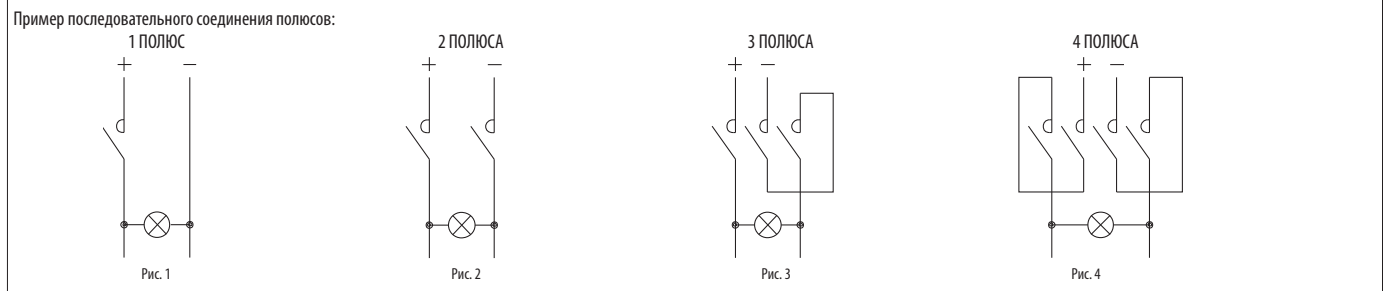 Пример последовательного соединения полюсов:
1 ПОЛЮС 2 ПОЛЮСА 3 ПОЛЮСА 4 ПОЛЮСА
+ − + − + − + −
Рис. 1 Рис. 2 Рис. 3 Рис. 4